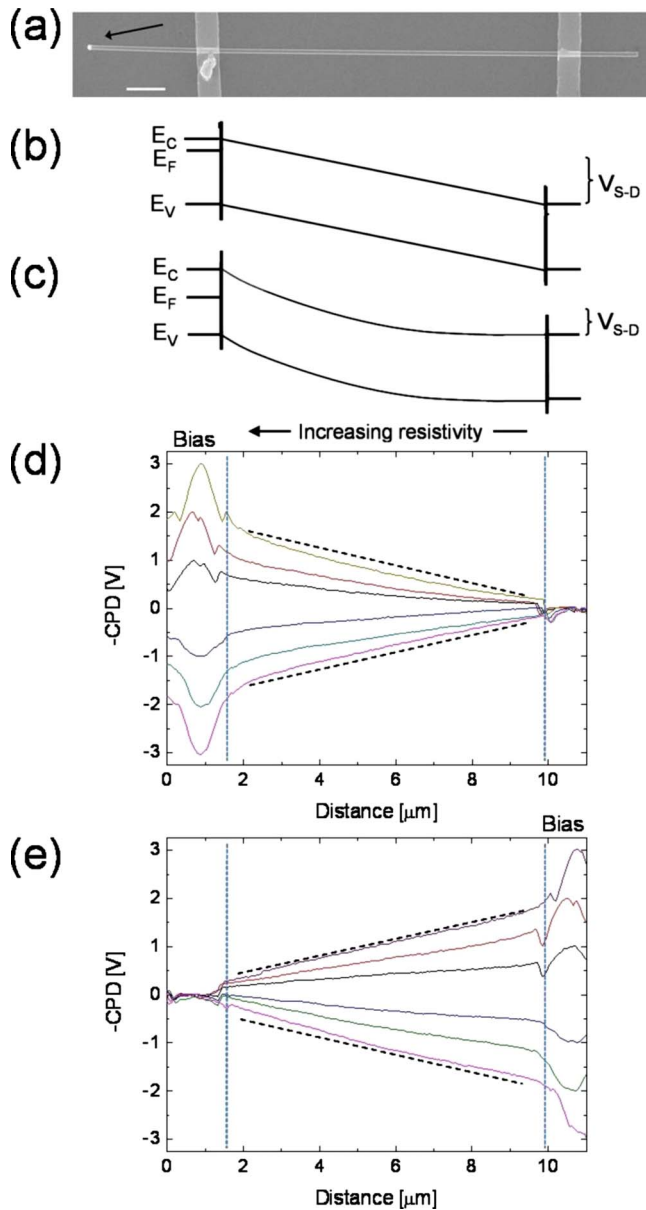 (a)
(b)
E_C
E_F
E_V
V_S-D
(c)
E_C
E_F
E_V
V_S-D
Increasing resistivity
(d)
Bias
3
2
1
0
-1
-2
-3
-CPD [V]
0 2 4 6 8 10
Distance [μm]
(e)
Bias
3
2
1
0
-1
-2
-3
-CPD [V]
0 2 4 6 8 10
Distance [μm]